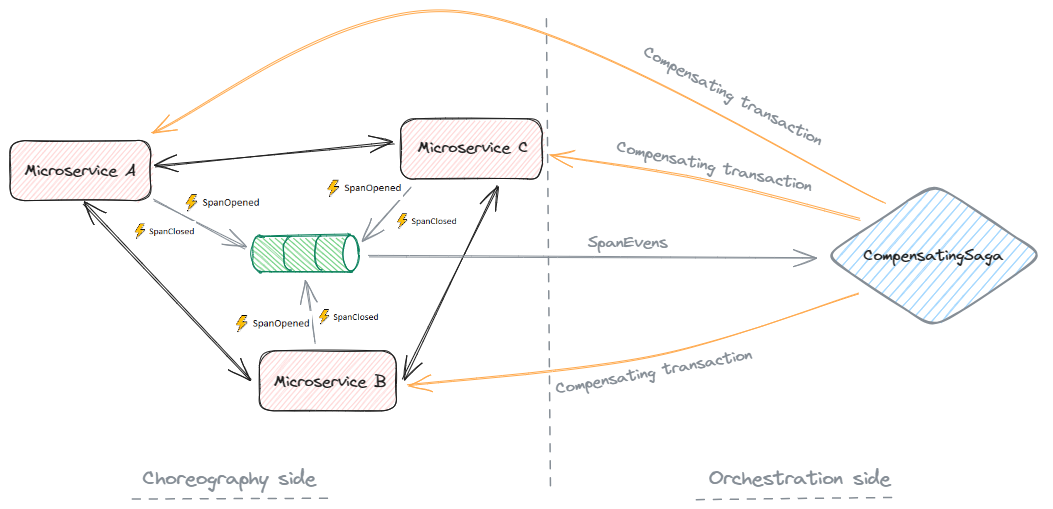 Compensating transaction
Compensating transaction
Microservice A
Microservice C
SpanOpened
SpanClosed
SpanOpened
SpanClosed
SpanEvens
CompensatingSaga
SpanOpened
SpanClosed
Microservice B
Compensating transaction
Choreography side
Orchestration side